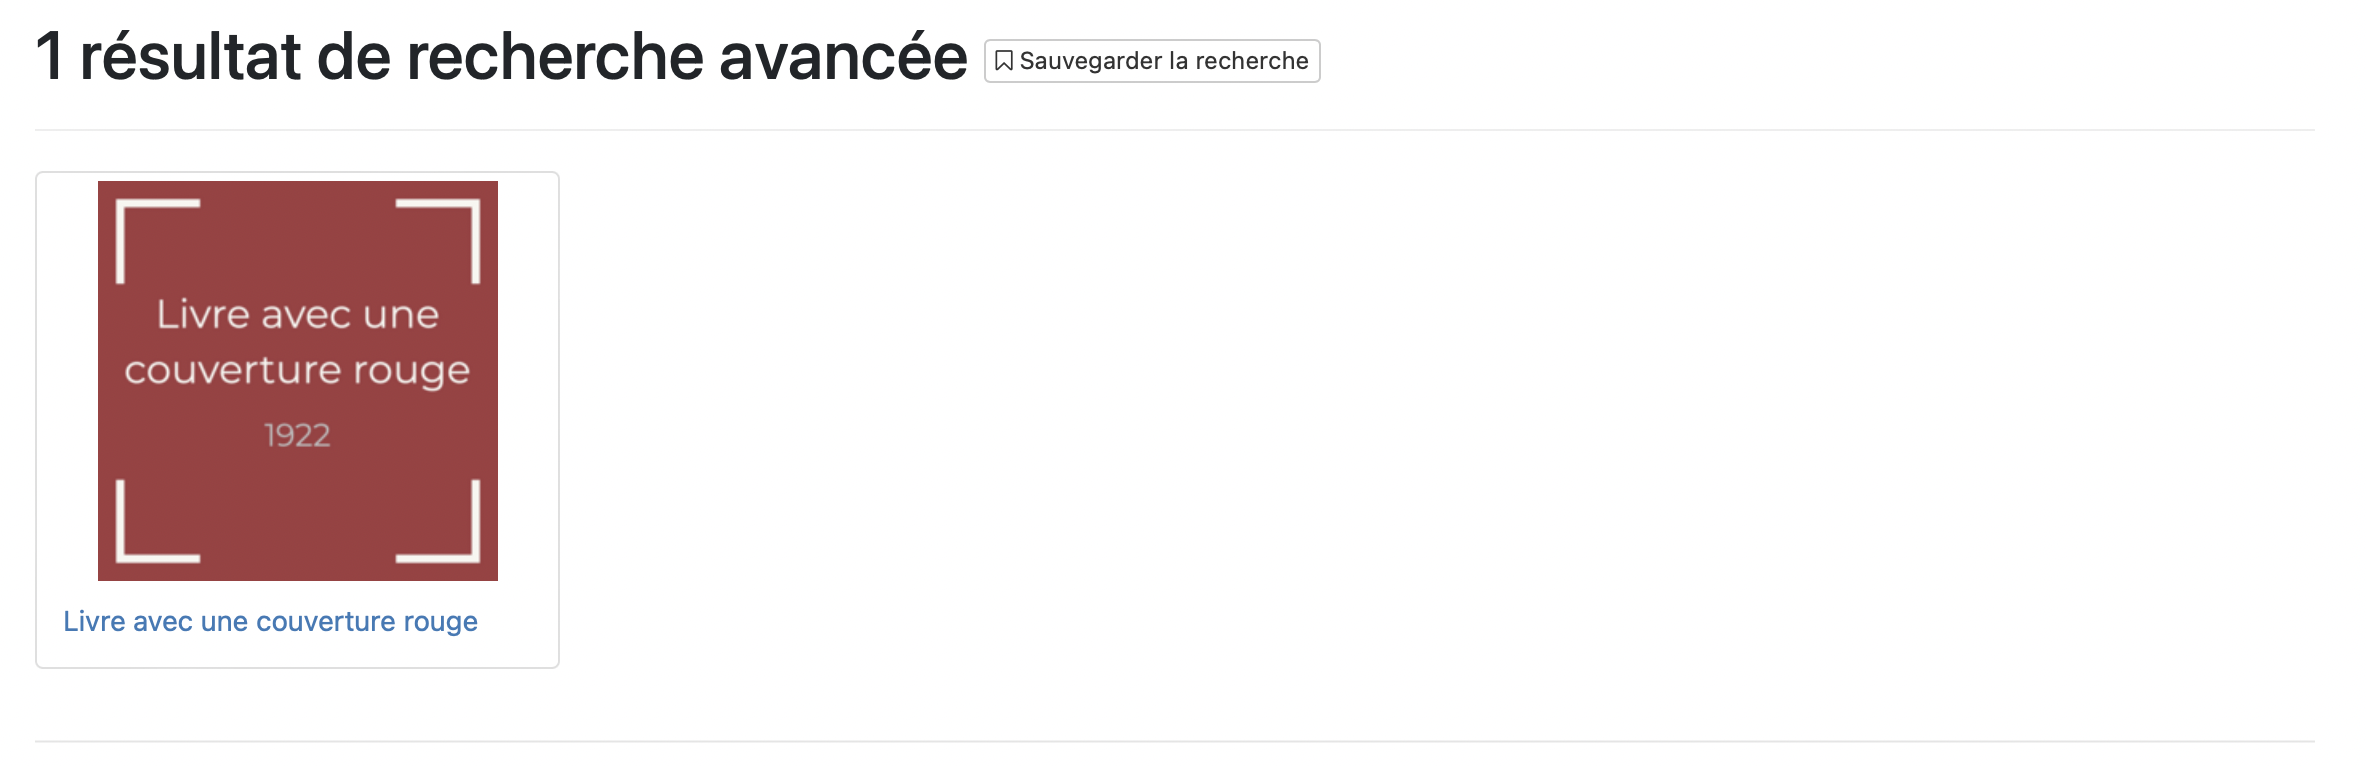 1 résultat de recherche avancée
Sauvegarder la recherche
Livre avec une
couverture rouge
1922
Livre avec une couverture rouge